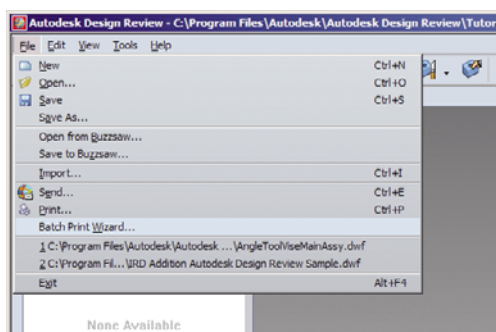 Autodesk Design Review - C:\Program Files\Autodesk\Autodesk Design Review\Tutor
File Edit View Tools Help
New Ctrl+N
Open... Ctrl+O
Save Ctrl+S
Save As...
Open from Buzzsaw...
Save to Buzzsaw...
Import... Ctrl+I
Send... Ctrl+E
Print... Ctrl+P
Batch Print Wizard...
1 C:\Program Files\Autodesk\Autodesk ...\AngleToolViseMainAssy.dwf
2 C:\Program Fil...\IRD Addition Autodesk Design Review Sample.dwf
Exit Alt+F4
None Available